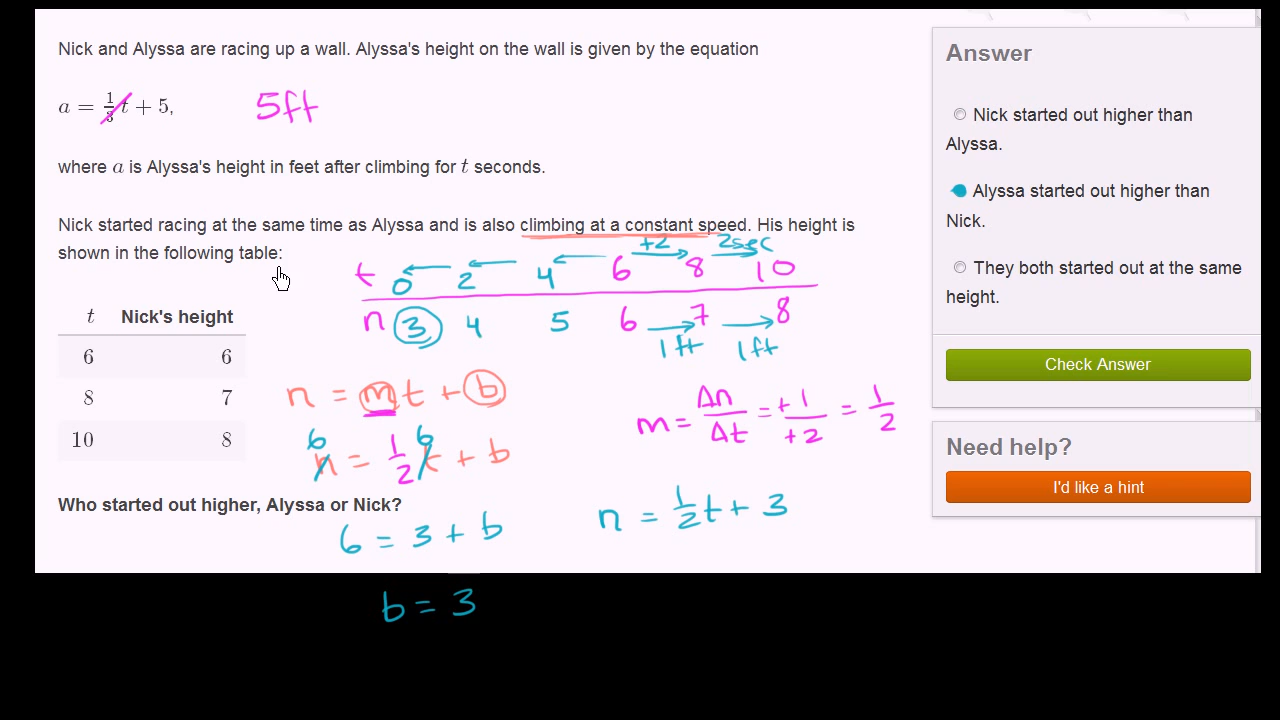 Nick and Alyssa are racing up a wall. Alyssa's height on the wall is given by the equation
a = 1/3 t + 5,
5ft
where a is Alyssa's height in feet after climbing for t seconds.
Nick started racing at the same time as Alyssa and is also climbing at a constant speed. His height is
shown in the following table:
+2 2sec
t 0 2 4 6 8 10
n 3 4 5 6 7 8
1ft 1ft
t Nick's height
6 6
8 7
10 8
n = mt + b
6 6
n = 1/2 t + b
m = Δn/Δt = +1/+2 = 1/2
Who started out higher, Alyssa or Nick?
6 = 3 + b
n = 1/2 t + 3
b = 3
Answer
Nick started out higher than
Alyssa.
Alyssa started out higher than
Nick.
They both started out at the same
height.
Check Answer
Need help?
I'd like a hint